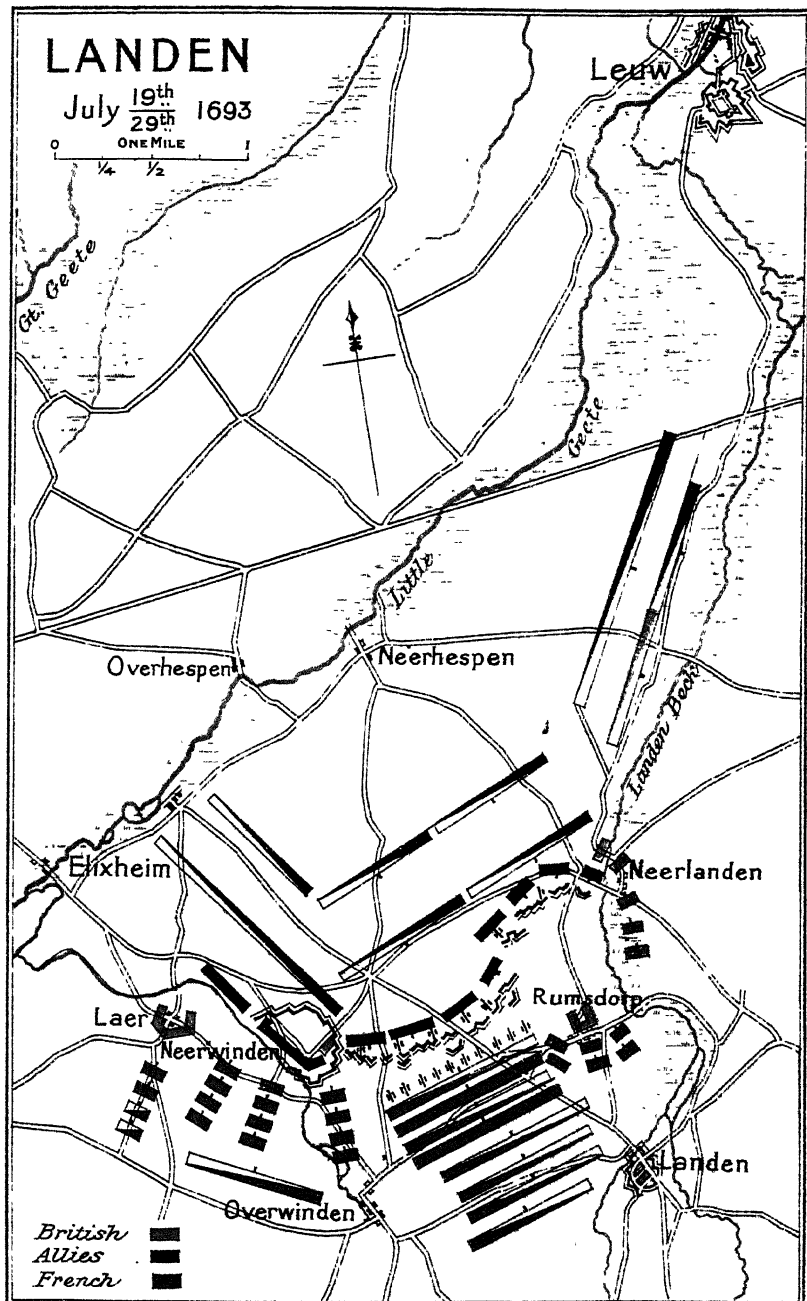 LANDEN
July 19th/29th 1693
0 ONE MILE 1
1/4 1/2
Leuw
Gt. Geete
N
Little Geete
Overhespen
Neerhespen
Landen Beck
Elixheim
Neerlanden
Laer
Rumsdorp
Neerwinden
Landen
Overwinden
British
Allies
French